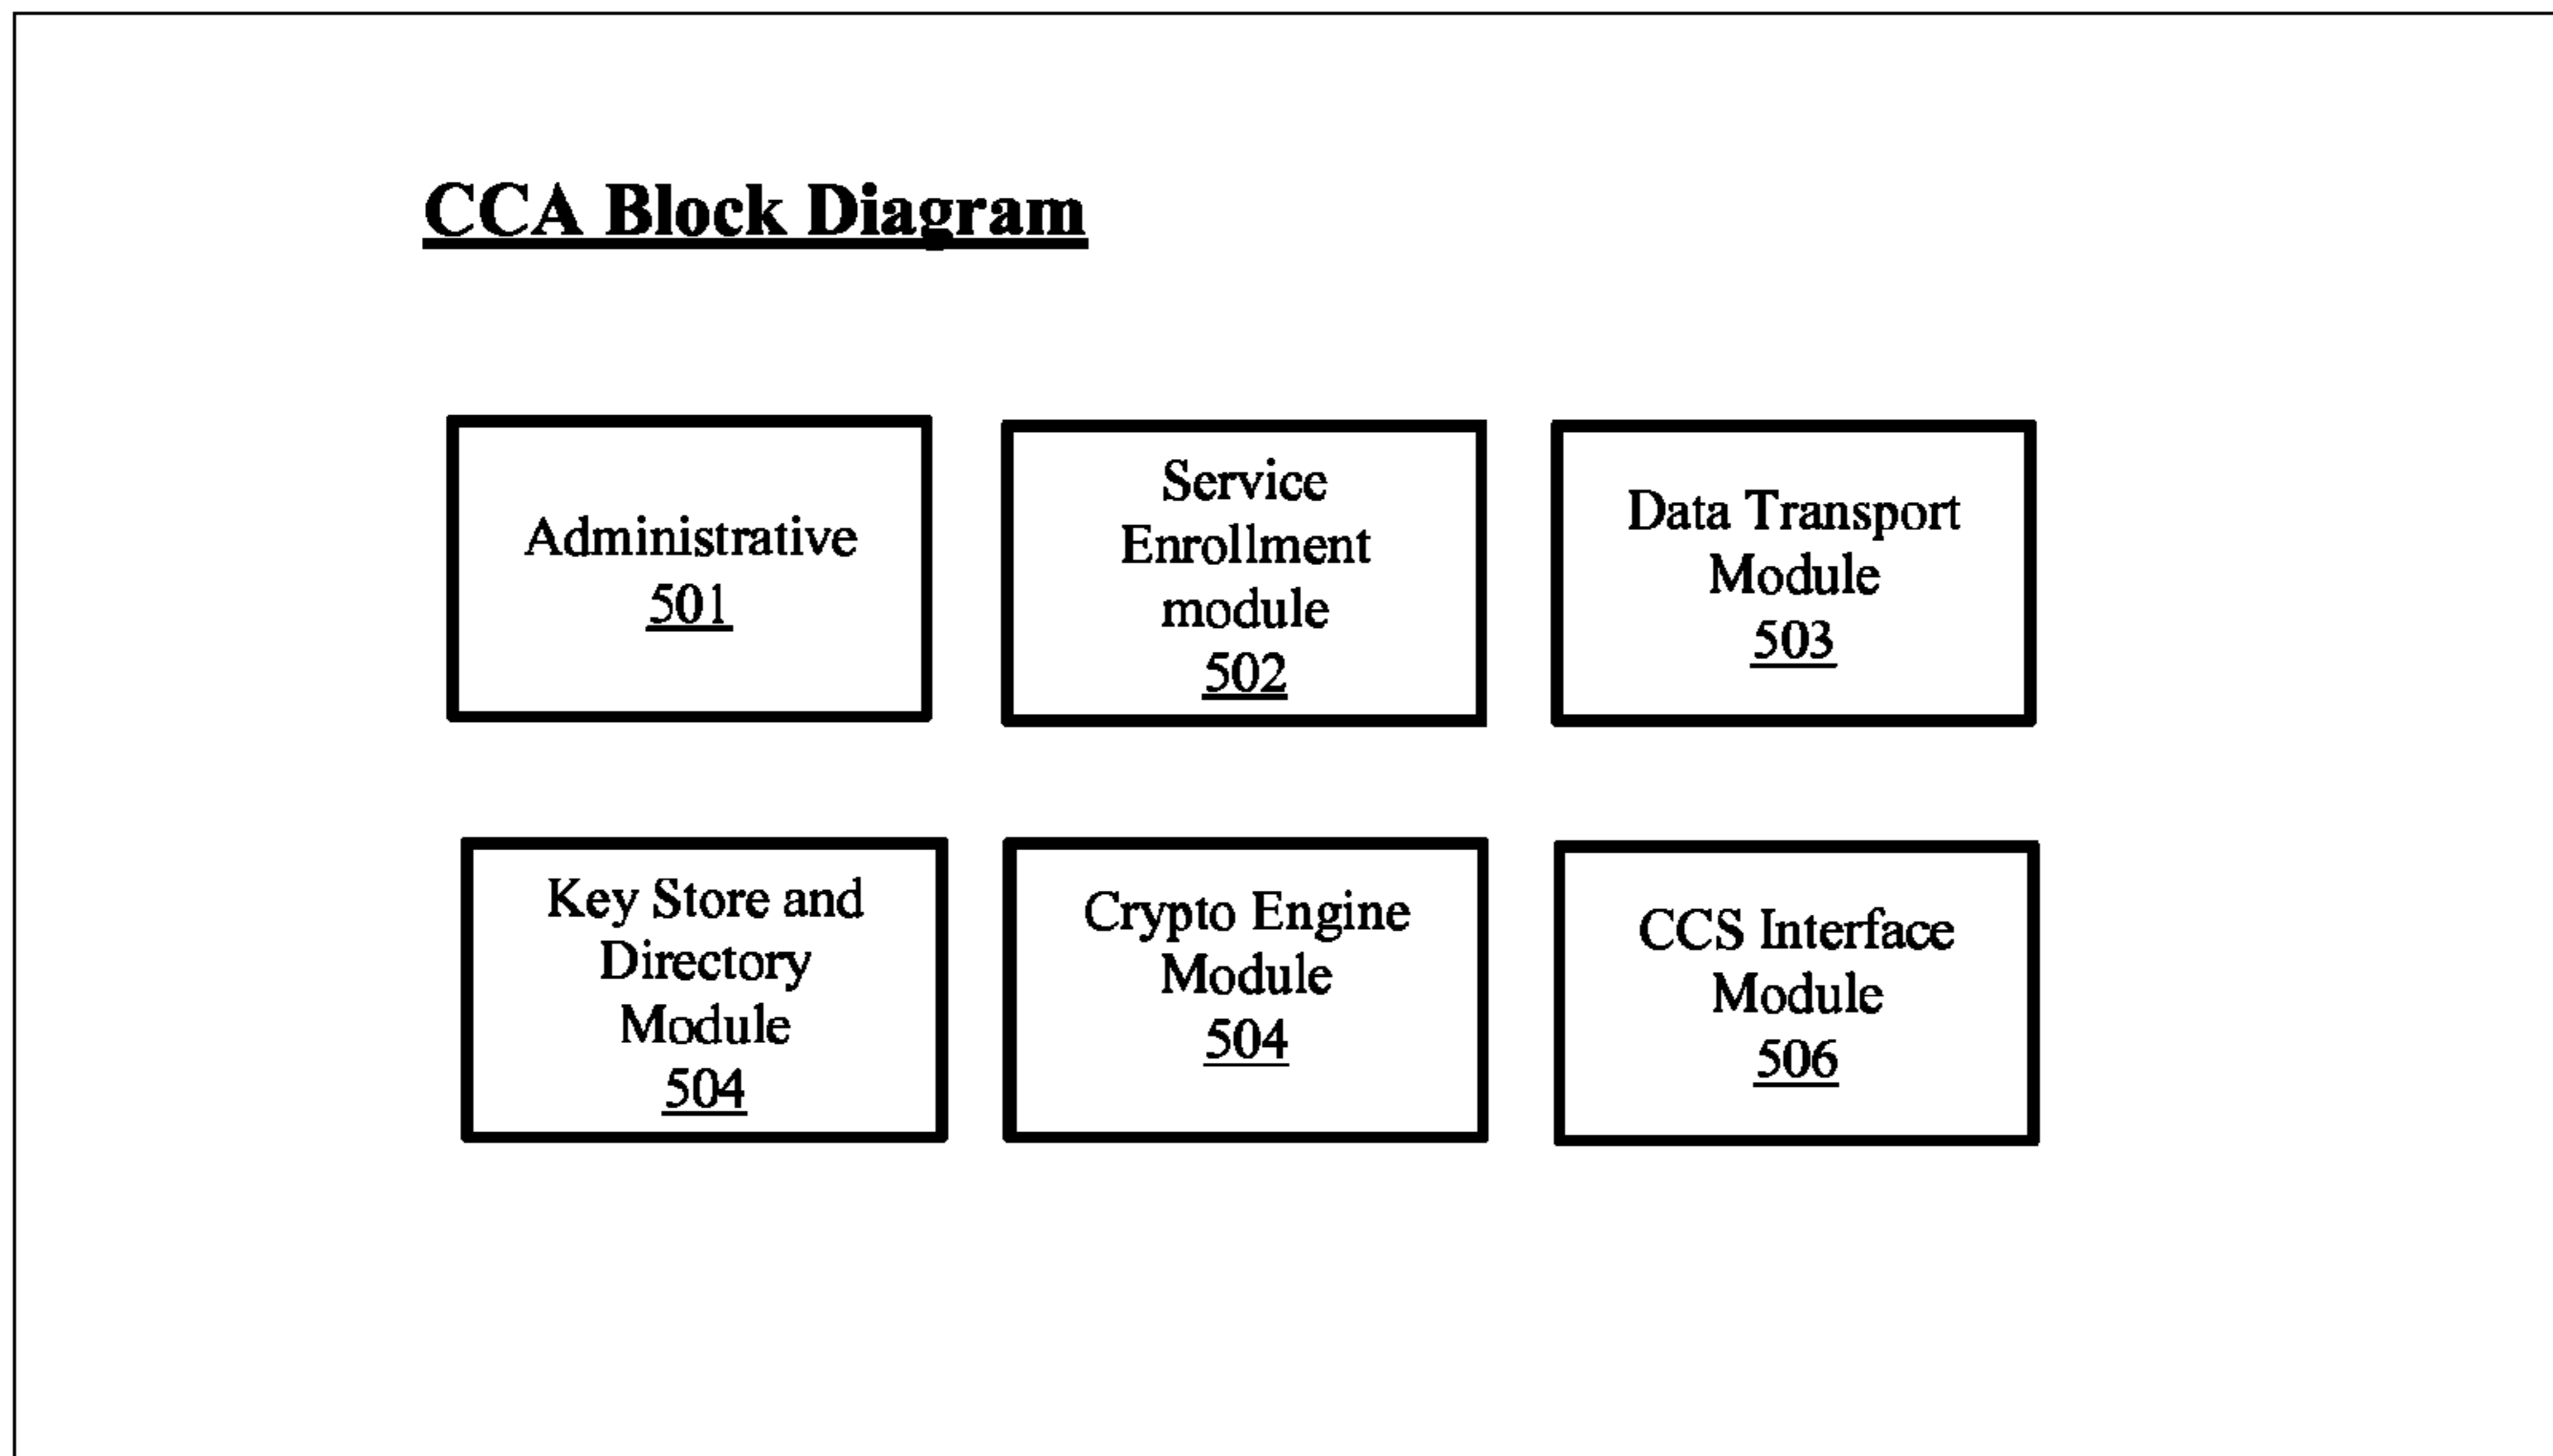 CCA Block Diagram
Administrative
501
Service
Enrollment
module
502
Data Transport
Module
503
Key Store and
Directory
Module
504
Crypto Engine
Module
504
CCS Interface
Module
506